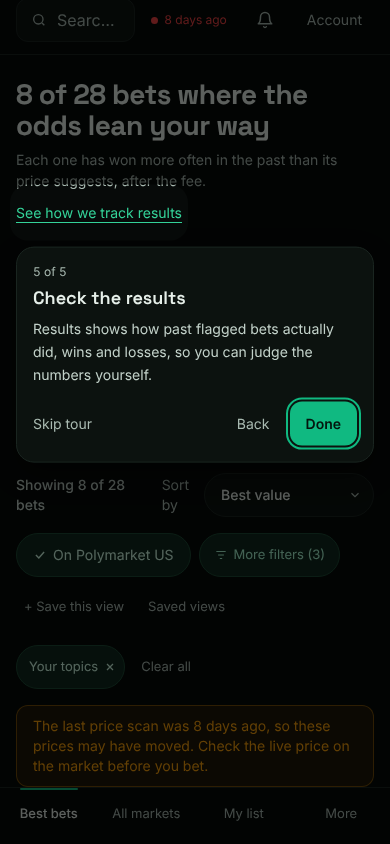 Searc...
8 days ago
Account
8 of 28 bets where the
odds lean your way
Each one has won more often in the past than its
price suggests, after the fee.
See how we track results
5 of 5
Check the results
Results shows how past flagged bets actually
did, wins and losses, so you can judge the
numbers yourself.
Skip tour
Back
Done
Showing 8 of 28
bets
Sort
by
Best value
On Polymarket US
More filters (3)
+ Save this view
Saved views
Your topics ×
Clear all
The last price scan was 8 days ago, so these
prices may have moved. Check the live price on
the market before you bet.
Best bets
All markets
My list
More